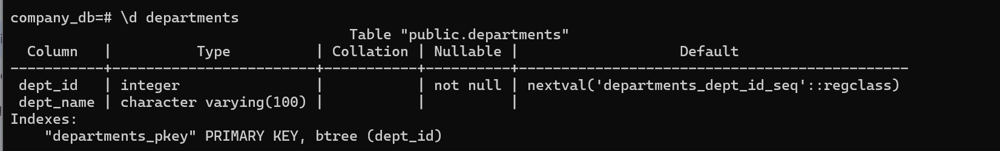 company_db=# \d departments
                                        Table "public.departments"
  Column   |          Type          | Collation | Nullable |                    Default
-----------+------------------------+-----------+----------+----------------------------------------------
 dept_id   | integer                |           | not null | nextval('departments_dept_id_seq'::regclass)
 dept_name | character varying(100) |           |          |
Indexes:
    "departments_pkey" PRIMARY KEY, btree (dept_id)